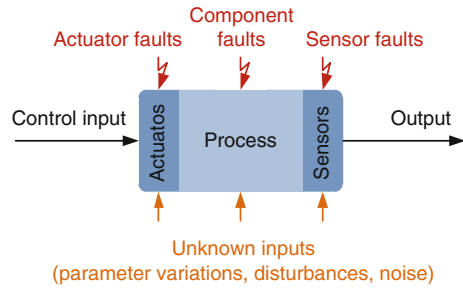 Component
Actuator faults faults Sensor faults
Control input Actuatos Process Sensors Output
Unknown inputs
(parameter variations, disturbances, noise)